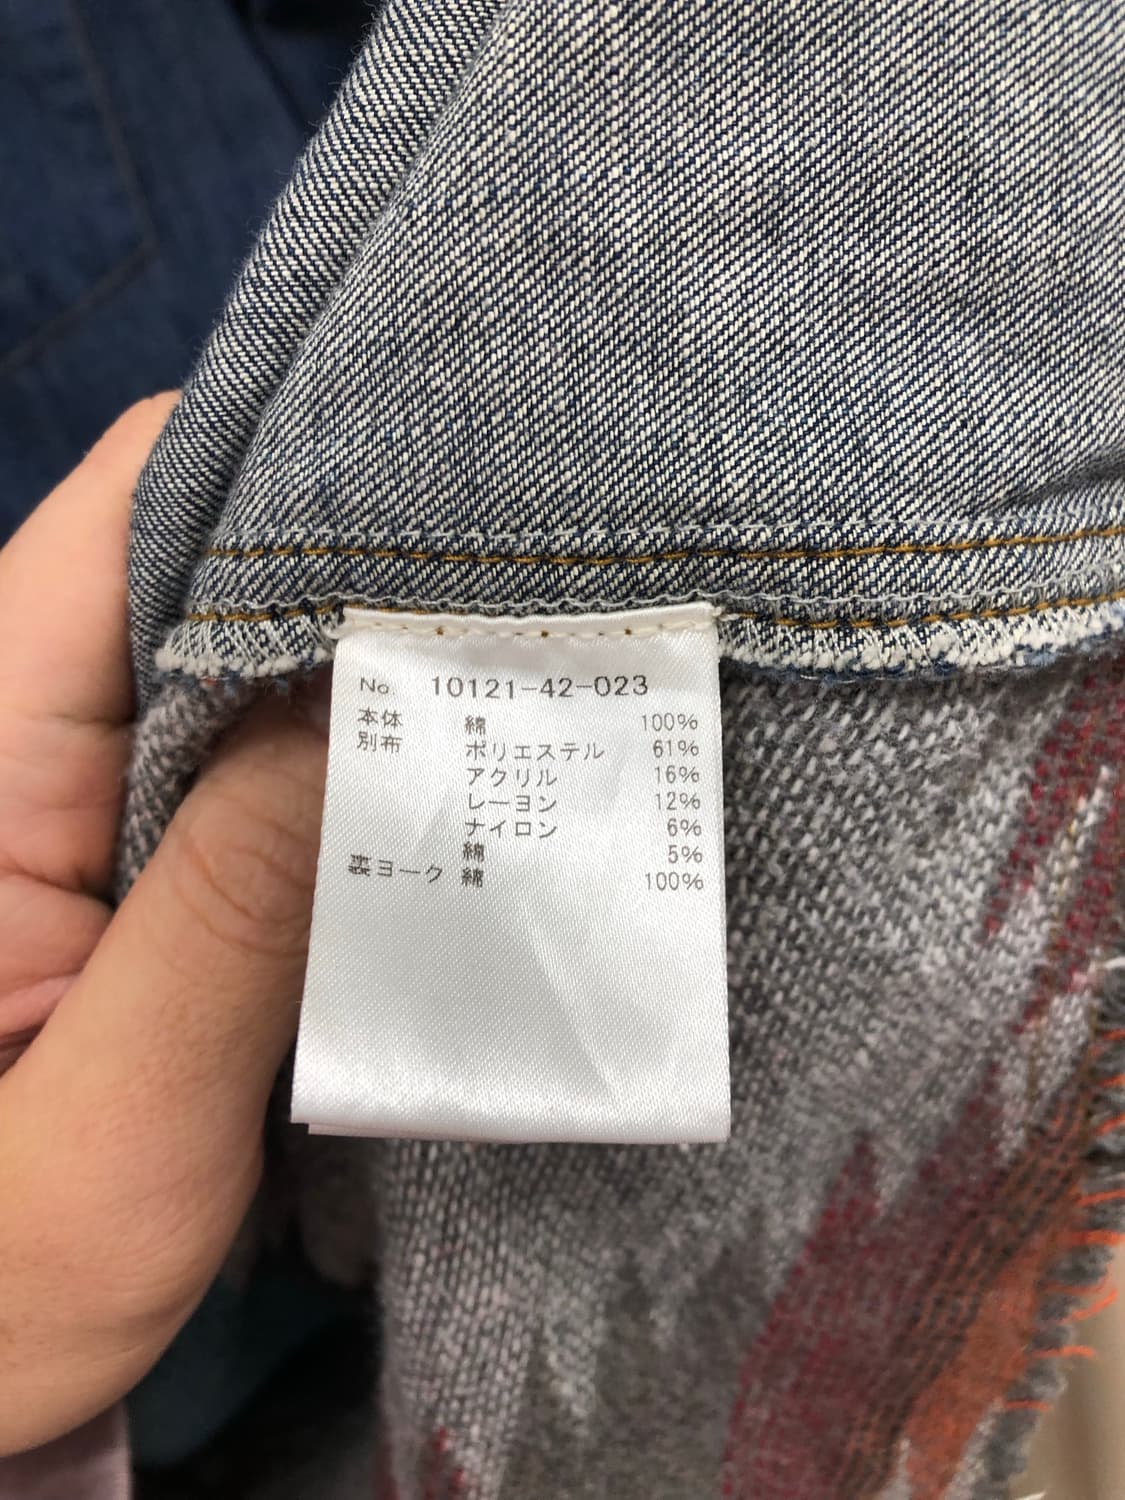 No. 10121-42-023
本体 綿 100%
別布 ポリエステル 61%
アクリル 16%
レーヨン 12%
ナイロン 6%
綿 5%
裏ヨーク 綿 100%